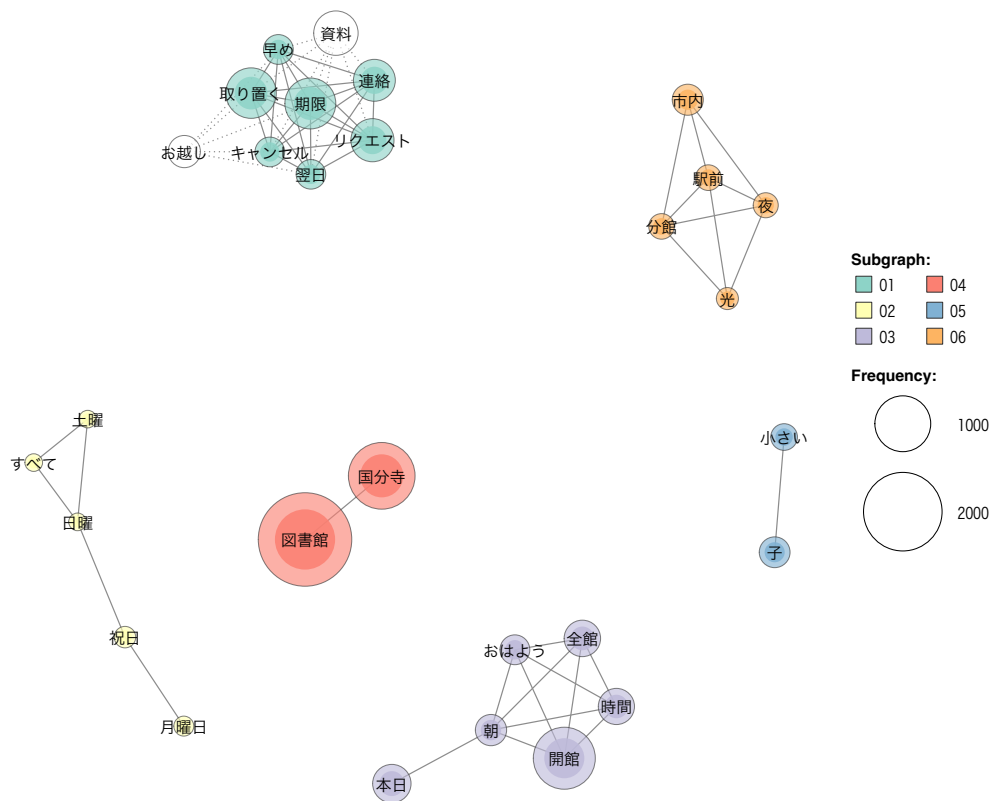 資料
早め
連絡
取り置く
期限
リクエスト
お越し
キャンセル
翌日
市内
駅前
夜
分館
光
Subgraph:
01 04
02 05
03 06
Frequency:
1000
2000
土曜
すべて
日曜
祝日
月曜日
国分寺
図書館
小さい
子
おはよう
全館
時間
朝
開館
本日